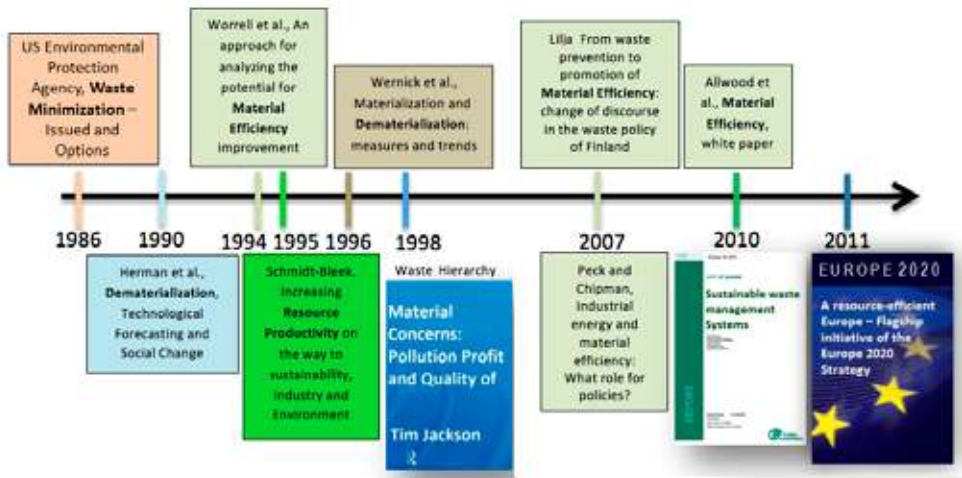 US Environmental
Protection
Agency, Waste
Minimization –
Issued and
Options
Worrell et al., An
approach for
analyzing the
potential for
Material
Efficiency
improvement
Wernick et al.,
Materialization and
Dematerialization:
measures and trends
Lilja From waste
prevention to
promotion of
Material Efficiency:
change of discourse
in the waste policy
of Finland
Allwood et
al., Material
Efficiency,
white paper
1986
1990
1994
1995
1996
1998
2007
2010
2011
Herman et al.,
Dematerialization,
Technological
Forecasting and
Social Change
Schmidt-Bleek,
Increasing
Resource
Productivity on
the way to
sustainability,
Industry and
Environment
Waste Hierarchy
Material
Concerns:
Pollution Profit
and Quality of
Tim Jackson
Peck and
Chipman,
Industrial
energy and
material
efficiency:
What role for
policies?
Sustainable waste
management
Systems
REPORT
EUROPE 2020
A resource-efficient
Europe – Flagship
initiative of the
Europe 2020
Strategy